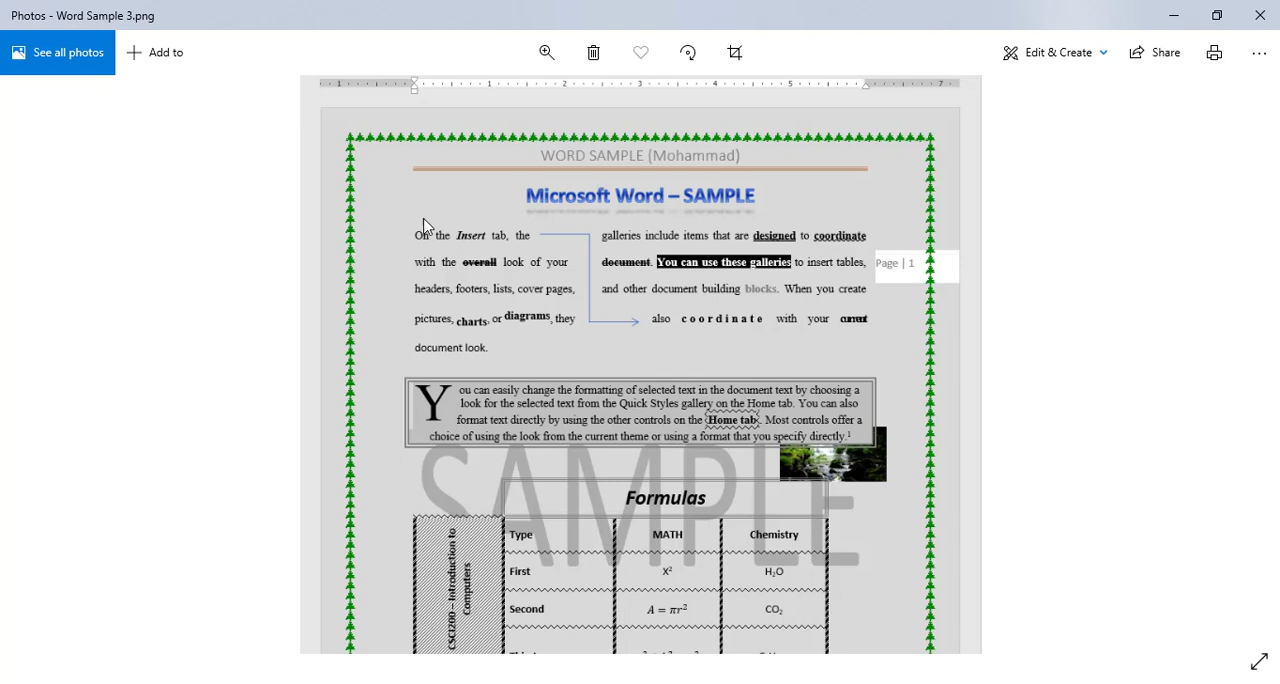 Photos - Word Sample 3.png
See all photos
Add to
Edit & Create
Share
1 1 2 3 4 5 7
WORD SAMPLE (Mohammad)
Microsoft Word – SAMPLE
On the Insert tab, the galleries include items that are designed to coordinate
with the overall look of your document. You can use these galleries to insert tables,
headers, footers, lists, cover pages, and other document building blocks. When you create
pictures, charts, or diagrams, they also coordinate with your current
document look.
Page | 1
You can easily change the formatting of selected text in the document text by choosing a
look for the selected text from the Quick Styles gallery on the Home tab. You can also
format text directly by using the other controls on the Home tab. Most controls offer a
choice of using the look from the current theme or using a format that you specify directly.1
SAMPLE
Formulas
CSC1200 – Introduction to
Computers
Type MATH Chemistry
First X² H₂O
Second A = πr² CO₂